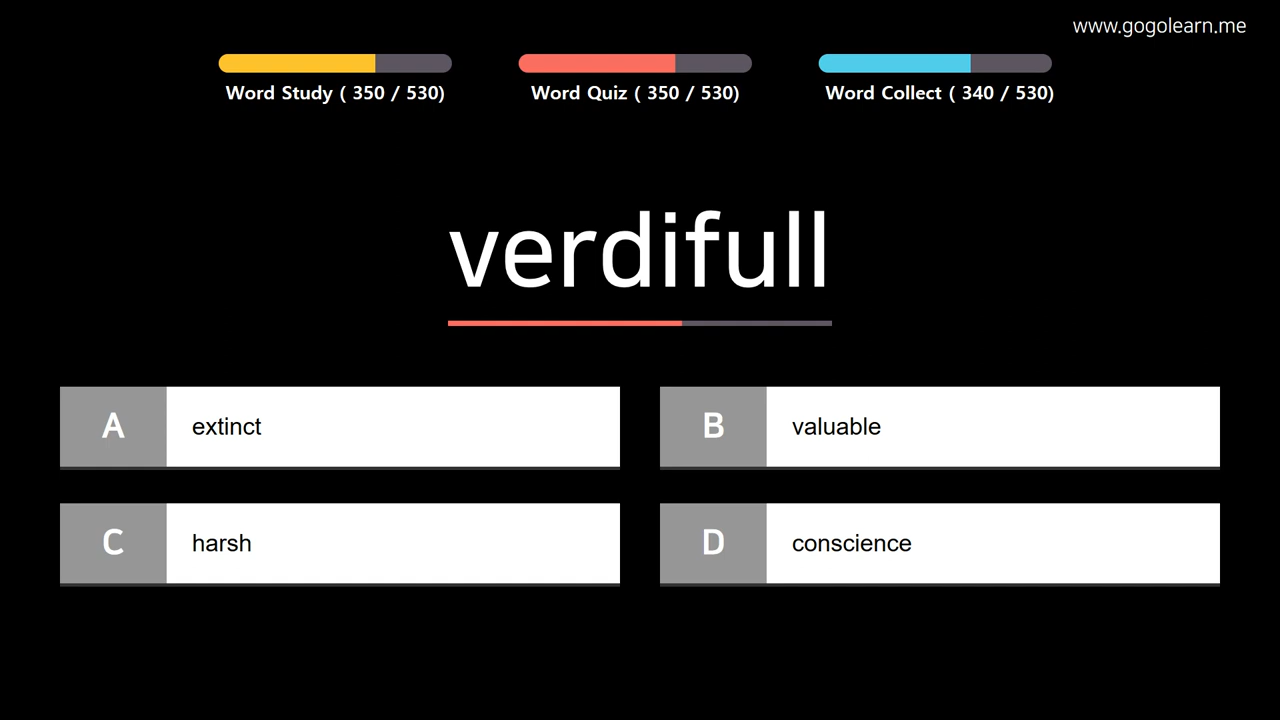 www.gogolearn.me
Word Study ( 350 / 530)
Word Quiz ( 350 / 530)
Word Collect ( 340 / 530)
verdifull
A extinct
B valuable
C harsh
D conscience